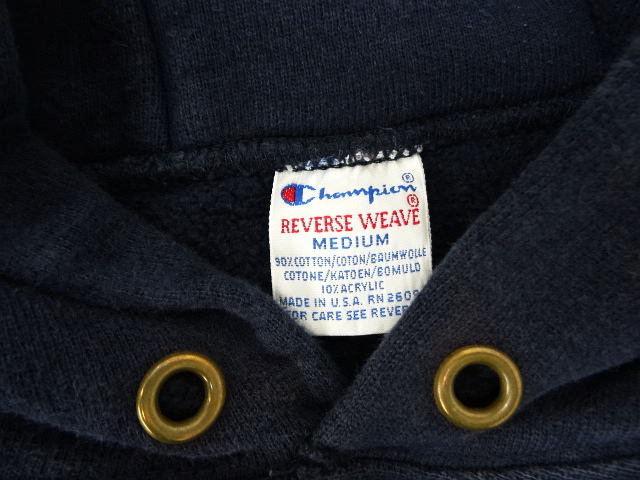 Champion®
REVERSE WEAVE®
MEDIUM
90% COTTON/COTON/BAUMWOLLE
COTONE/KATOEN/BOMULD
10% ACRYLIC
MADE IN U.S.A. RN 2609
FOR CARE SEE